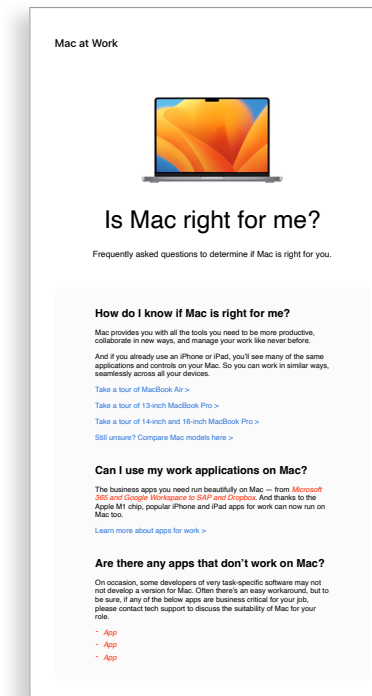 Mac at Work
Is Mac right for me?
Frequently asked questions to determine if Mac is right for you.
How do I know if Mac is right for me?
Mac provides you with all the tools you need to be more productive,
collaborate in new ways, and manage your work like never before.
And if you already use an iPhone or iPad, you'll see many of the same
applications and controls on your Mac. So you can work in similar ways,
seamlessly across all your devices.
Take a tour of MacBook Air >
Take a tour of 13-inch MacBook Pro >
Take a tour of 14-inch and 16-inch MacBook Pro >
Still unsure? Compare Mac models here >
Can I use my work applications on Mac?
The business apps you need run beautifully on Mac — from Microsoft
365 and Google Workspace to SAP and Dropbox. And thanks to the
Apple M1 chip, popular iPhone and iPad apps for work can now run on
Mac too.
Learn more about apps for work >
Are there any apps that don't work on Mac?
On occasion, some developers of very task-specific software may not
not develop a version for Mac. Often there's an easy workaround, but to
be sure, if any of the below apps are business critical for your job,
please contact tech support to discuss the suitability of Mac for your
role.
- App
- App
- App